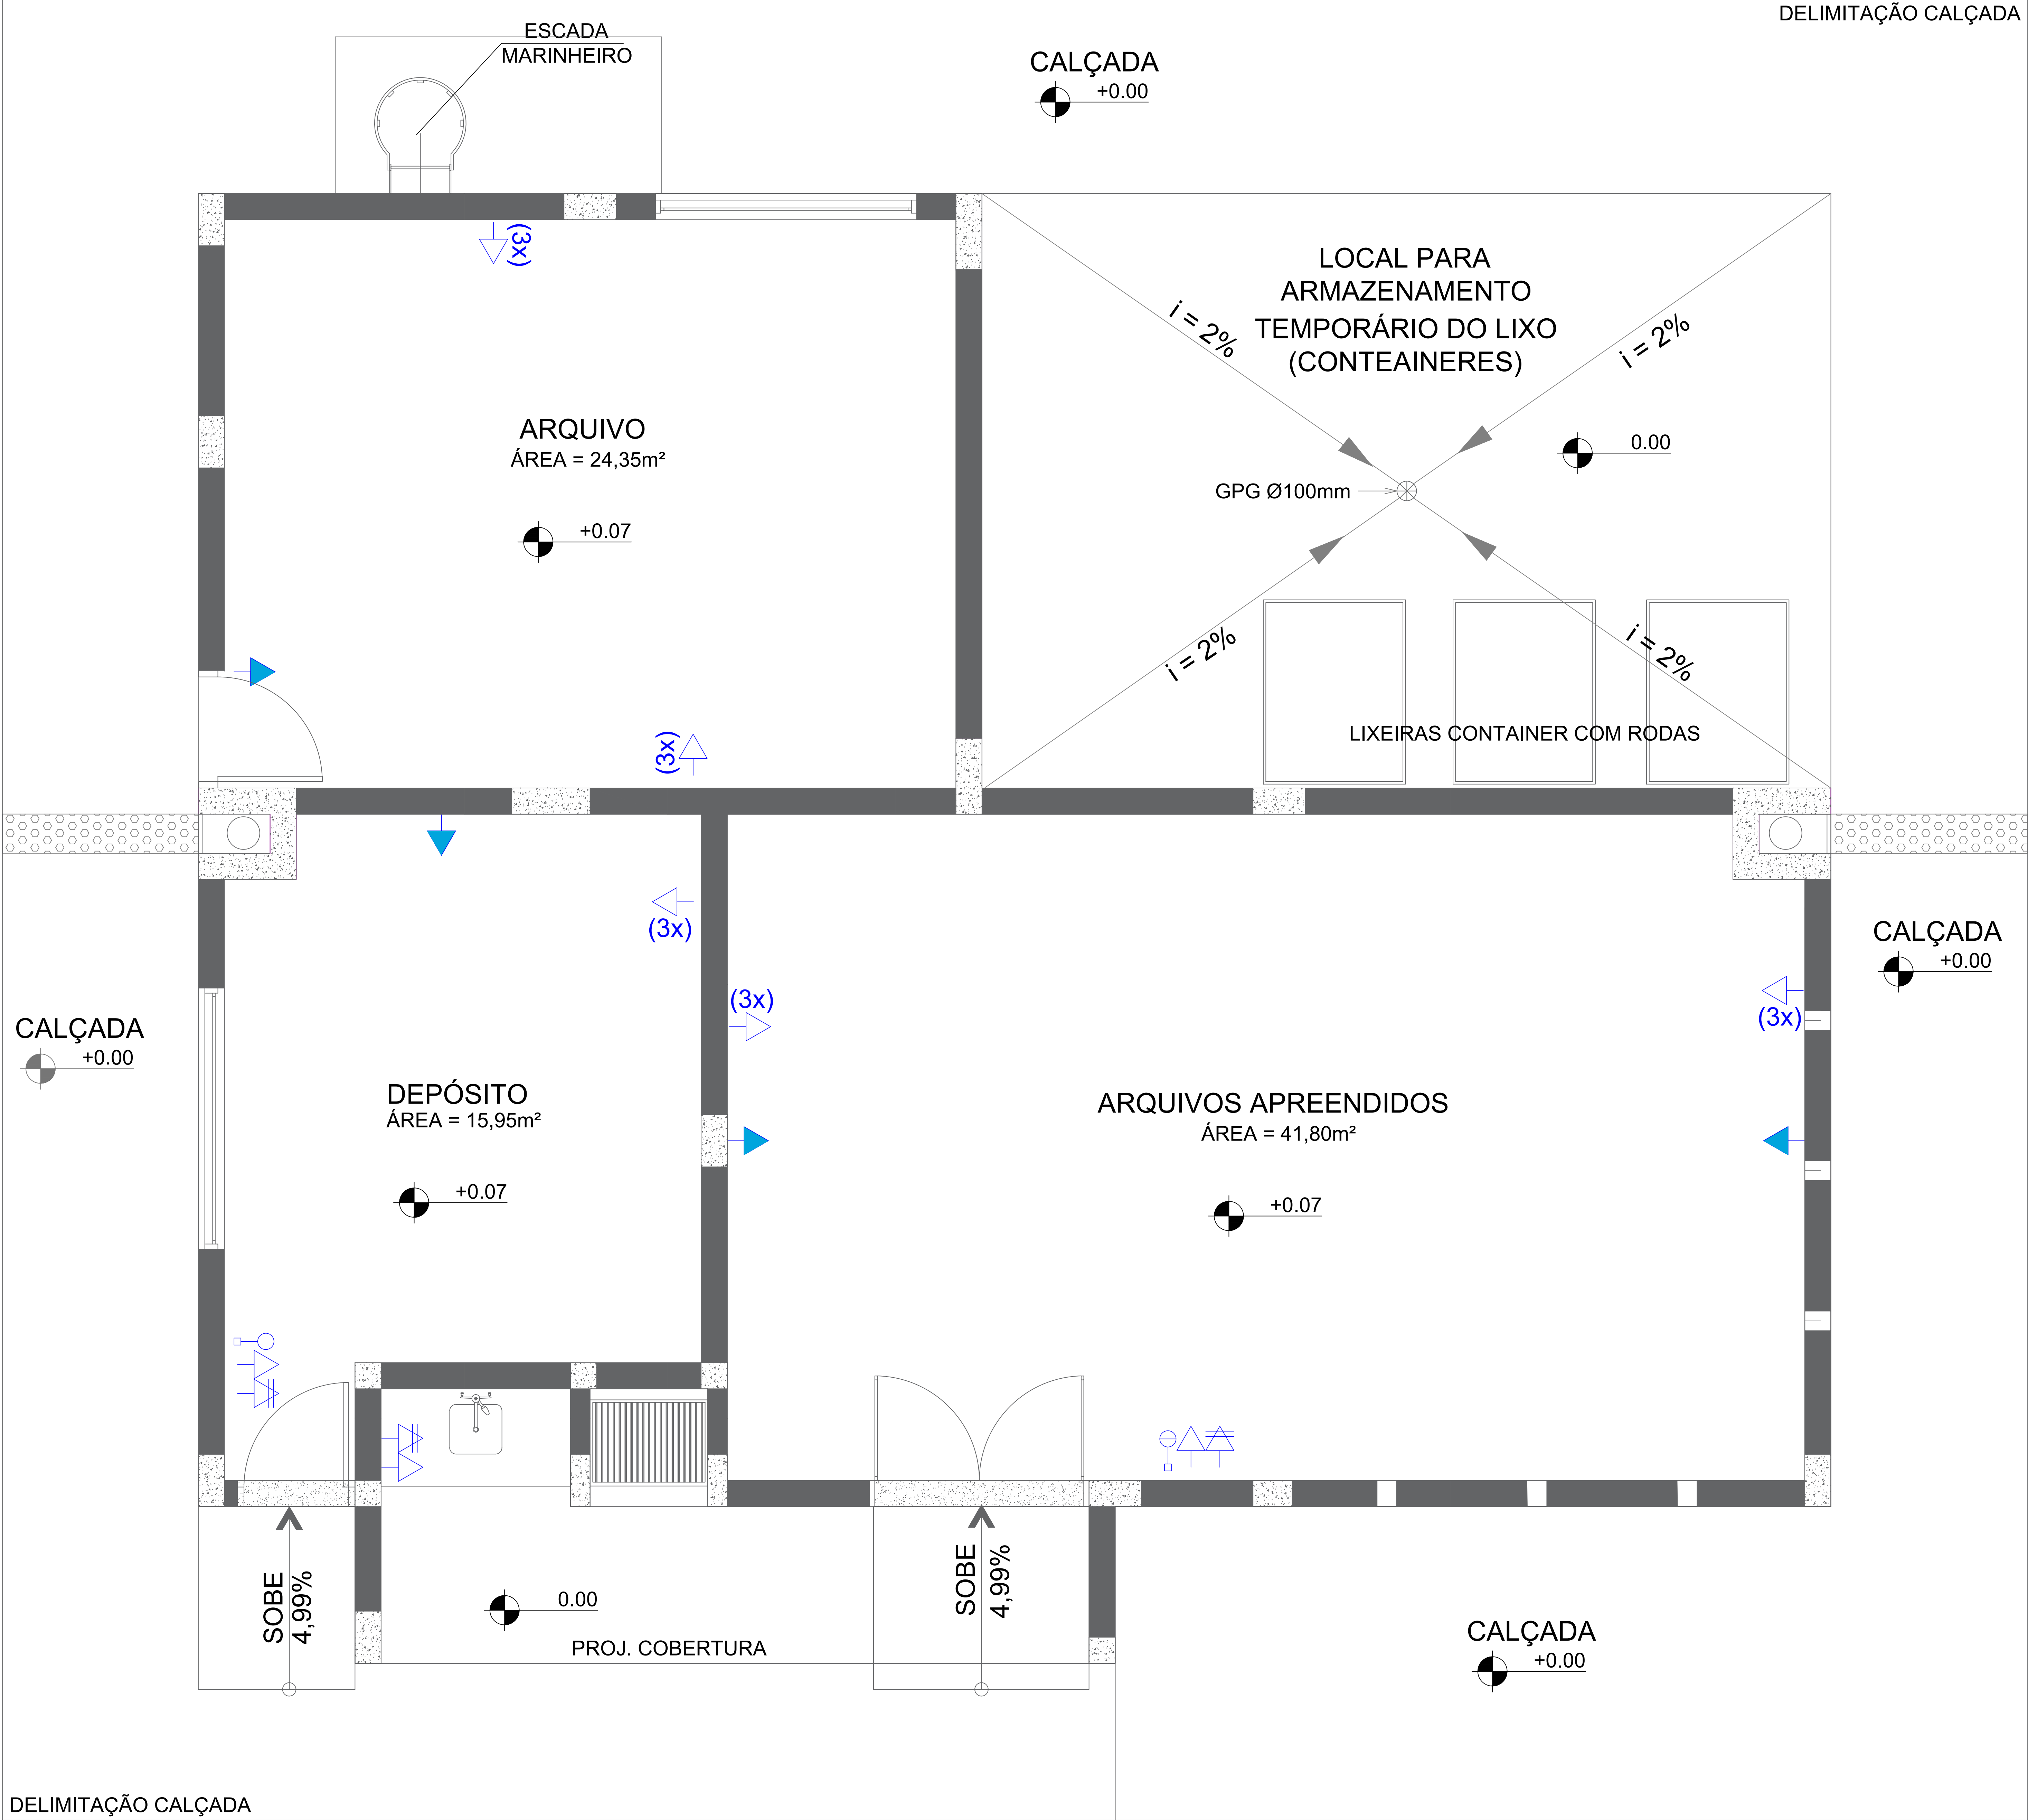 DELIMITAÇÃO CALÇADA
ESCADA
MARINHEIRO
CALÇADA
+0.00
(3x)
LOCAL PARA
ARMAZENAMENTO
TEMPORÁRIO DO LIXO
(CONTEAINERES)
i = 2%
i = 2%
ARQUIVO
ÁREA = 24,35m²
+0.07
0.00
GPG Ø100mm
i = 2%
i = 2%
(3x)
LIXEIRAS CONTAINER COM RODAS
(3x)
CALÇADA
+0.00
(3x)
(3x)
CALÇADA
+0.00
DEPÓSITO
ÁREA = 15,95m²
+0.07
ARQUIVOS APREENDIDOS
ÁREA = 41,80m²
+0.07
SOBE
4,99%
0.00
PROJ. COBERTURA
SOBE
4,99%
CALÇADA
+0.00
DELIMITAÇÃO CALÇADA